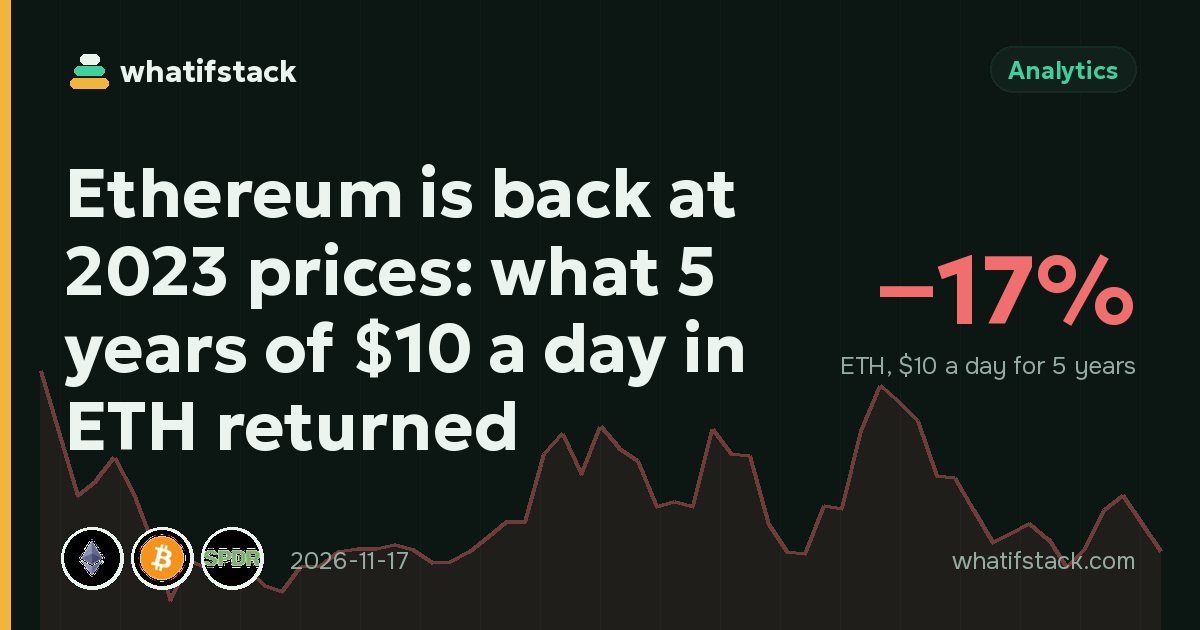 whatifstack
Analytics
Ethereum is back at
2023 prices: what 5
years of $10 a day in
ETH returned
–17%
ETH, $10 a day for 5 years
SPDR
2026-11-17
whatifstack.com